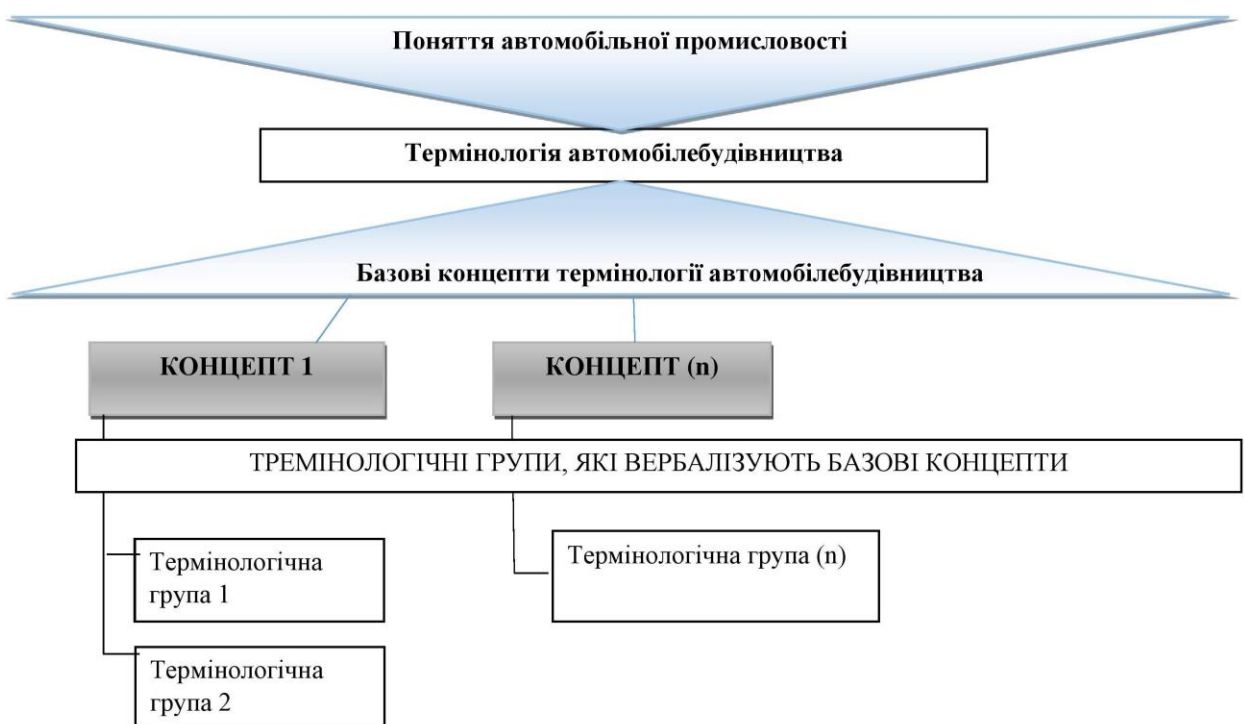 Поняття автомобільної промисловості
Термінологія автомобілебудівництва
Базові концепти термінології автомобілебудівництва
КОНЦЕПТ 1
КОНЦЕПТ (n)
ТРЕМІНОЛОГІЧНІ ГРУПИ, ЯКІ ВЕРБАЛІЗУЮТЬ БАЗОВІ КОНЦЕПТИ
Термінологічна
група 1
Термінологічна група (n)
Термінологічна
група 2